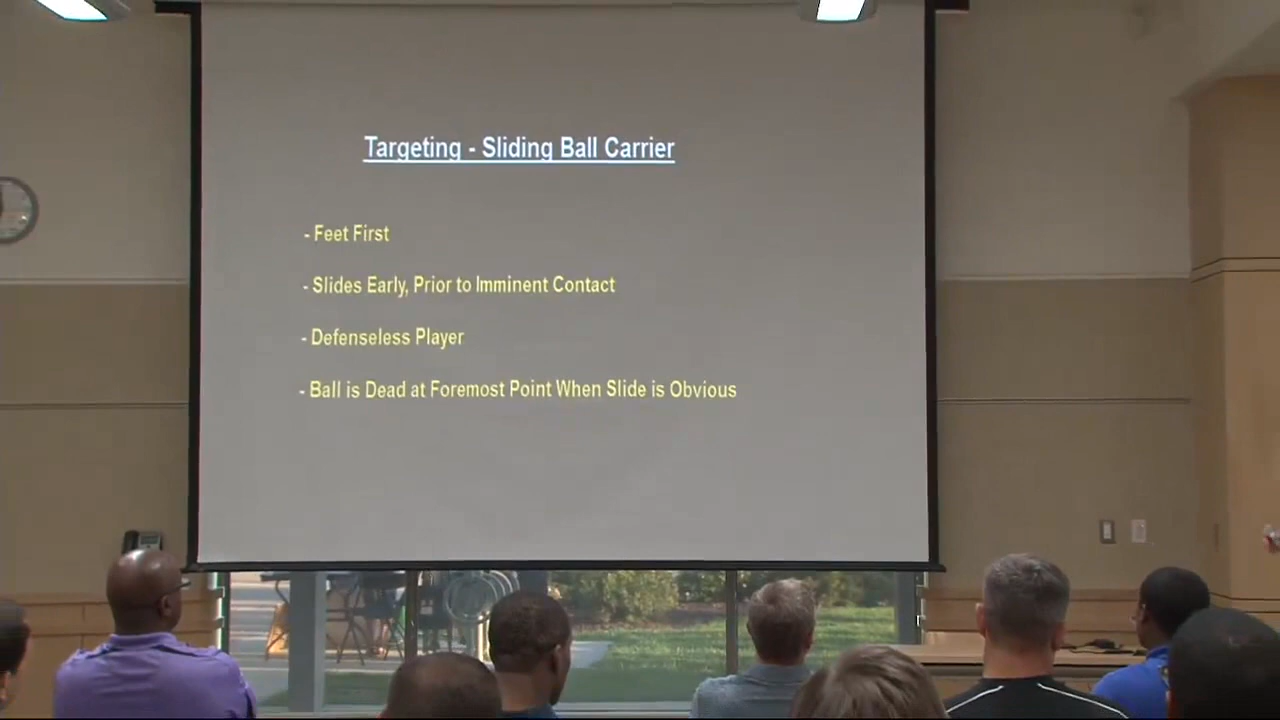 Targeting - Sliding Ball Carrier
- Feet First
- Slides Early, Prior to Imminent Contact
- Defenseless Player
- Ball is Dead at Foremost Point When Slide is Obvious